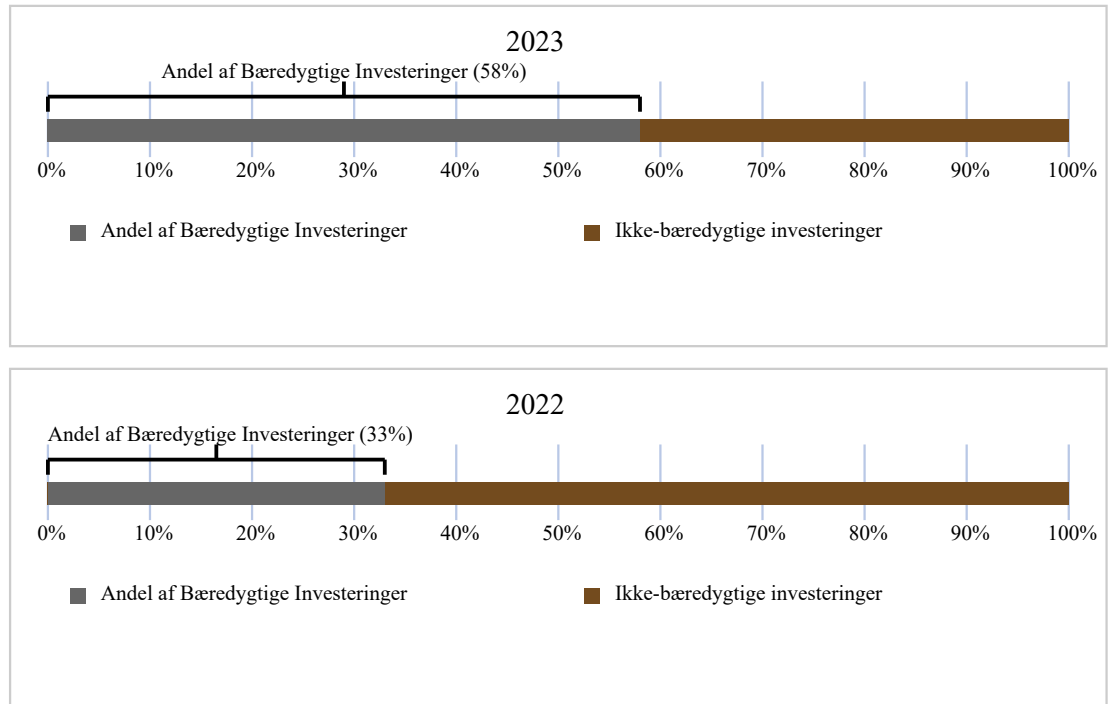 2023
Andel af Bæredygtige Investeringer (58%)
0% 10% 20% 30% 40% 50% 60% 70% 80% 90% 100%
Andel af Bæredygtige Investeringer Ikke-bæredygtige investeringer
2022
Andel af Bæredygtige Investeringer (33%)
0% 10% 20% 30% 40% 50% 60% 70% 80% 90% 100%
Andel af Bæredygtige Investeringer Ikke-bæredygtige investeringer